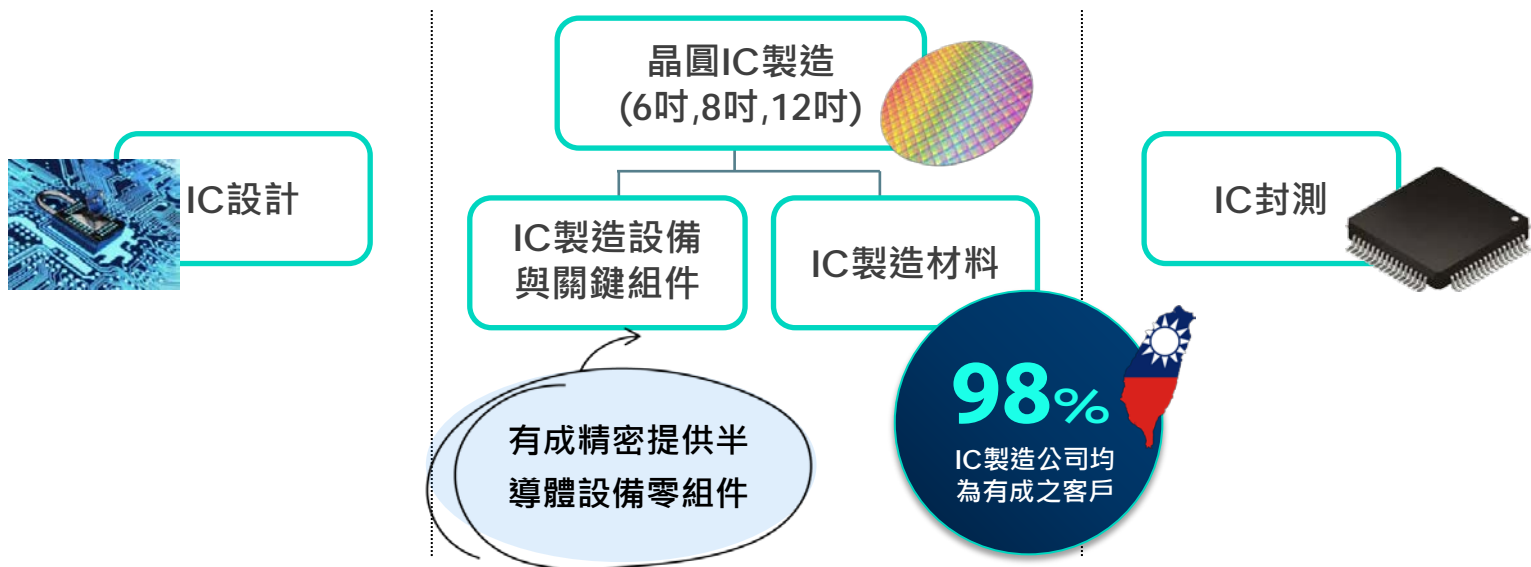 IC設計
晶圓IC製造
(6吋,8吋,12吋)
IC製造設備
與關鍵組件
IC製造材料
有成精密提供半
導體設備零組件
98%
IC製造公司均
為有成之客戶
IC封測